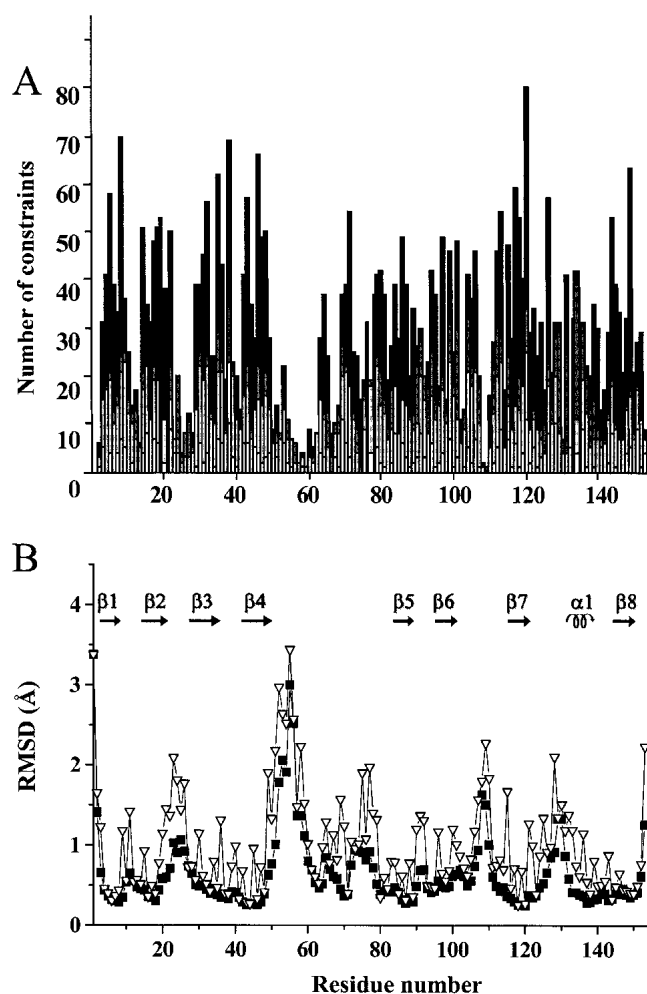 A
Number of constraints
80
70
60
50
40
30
20
10
0
20 40 60 80 100 120 140
B
β1 β2 β3 β4 β5 β6 β7 α1 β8
RMSD (Å)
4
3
2
1
0
0 20 40 60 80 100 120 140
Residue number